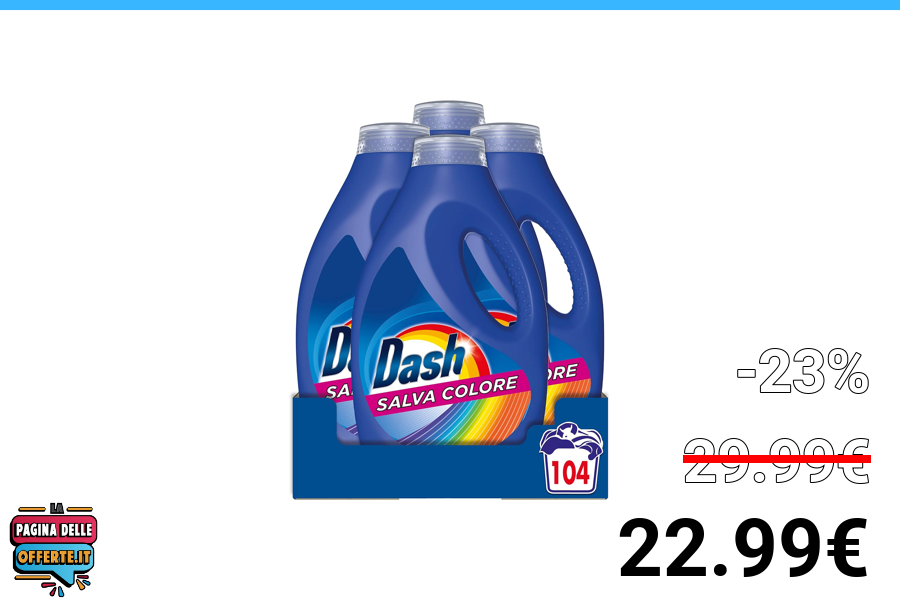 Dash
SALVA COLORE
104
-23%
29.99€
22.99€
LA
PAGINA DELLE
OFFERTE.IT